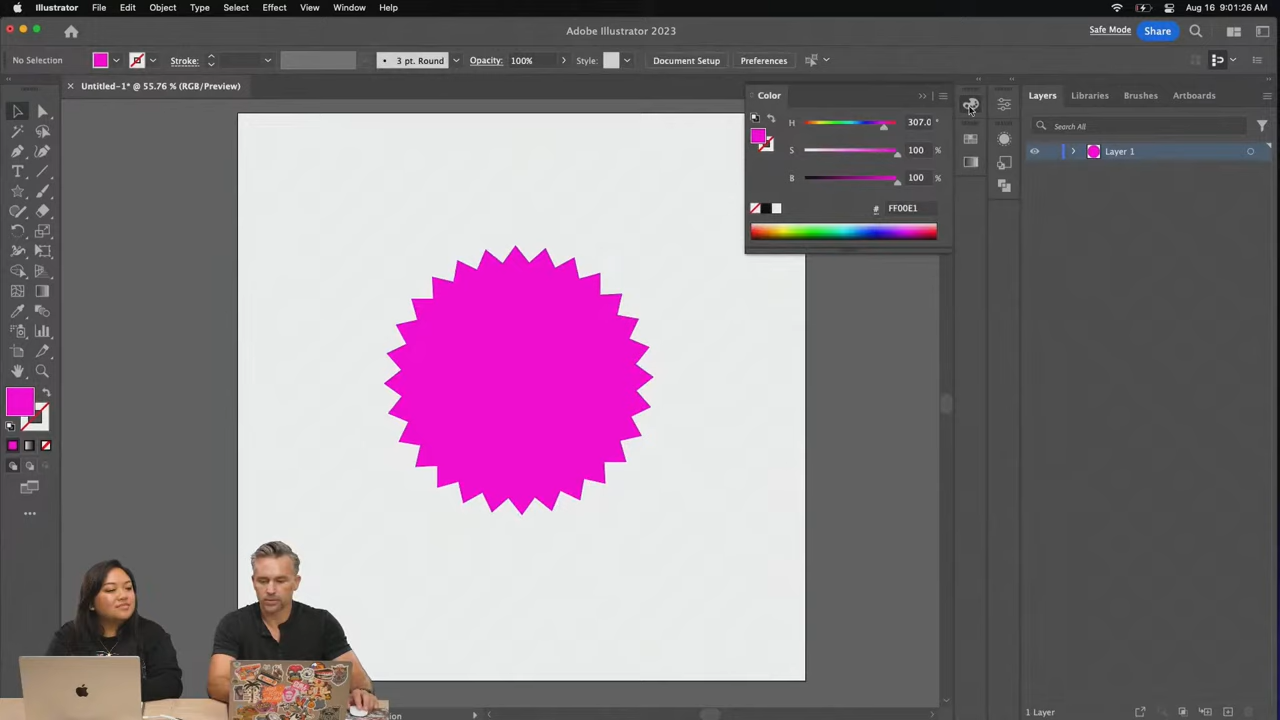 Illustrator File Edit Object Type Select Effect View Window Help Aug 16 9:01:26 AM
Adobe Illustrator 2023 Safe Mode Share
No Selection Stroke: 3 pt. Round Opacity: 100% Style: Document Setup Preferences
× Untitled-1* @ 55.76 % (RGB/Preview)
Color
H 307.0 °
S 100 %
B 100 %
# FF00E1
Layers Libraries Brushes Artboards
Search All
Layer 1
1 Layer